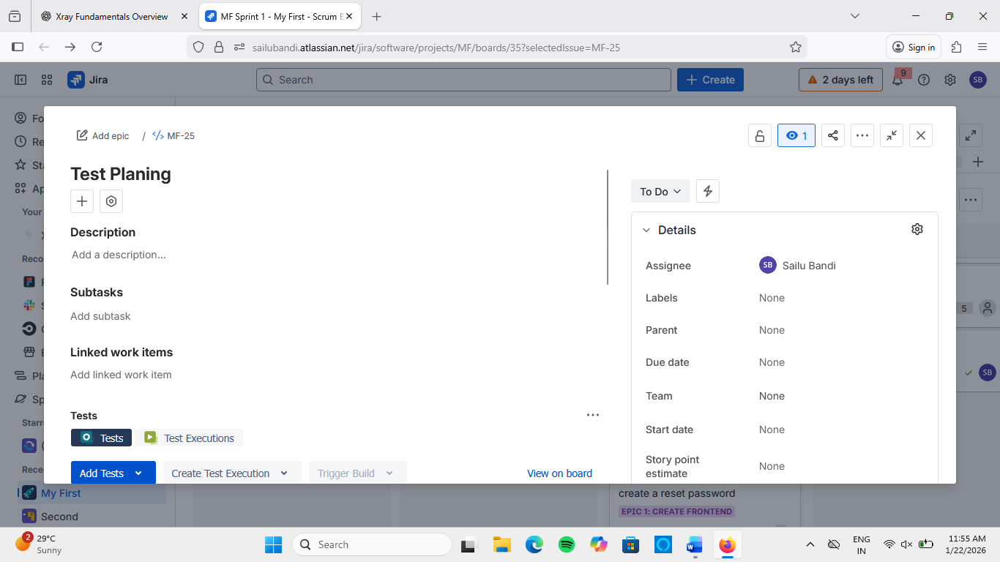 Xray Fundamentals Overview
MF Sprint 1 - My First - Scrum B
sailubandi.atlassian.net/jira/software/projects/MF/boards/35?selectedIssue=MF-25
Sign in
Jira
Search
Create
2 days left
9
SB
Fo
Re
Sta
Ap
Your
Reco
Pla
Sp
Starre
Rece
My First
Second
Add epic / MF-25
1
Test Planing
Description
Add a description...
Subtasks
Add subtask
Linked work items
Add linked work item
Tests
Tests
Test Executions
Add Tests
Create Test Execution
Trigger Build
View on board
To Do
Details
Assignee
SB Sailu Bandi
Labels
None
Parent
None
Due date
None
Team
None
Start date
None
Story point estimate
None
5
SB
create a reset password
EPIC 1: CREATE FRONTEND
2
29°C
Sunny
Search
ENG
IN
11:55 AM
1/22/2026